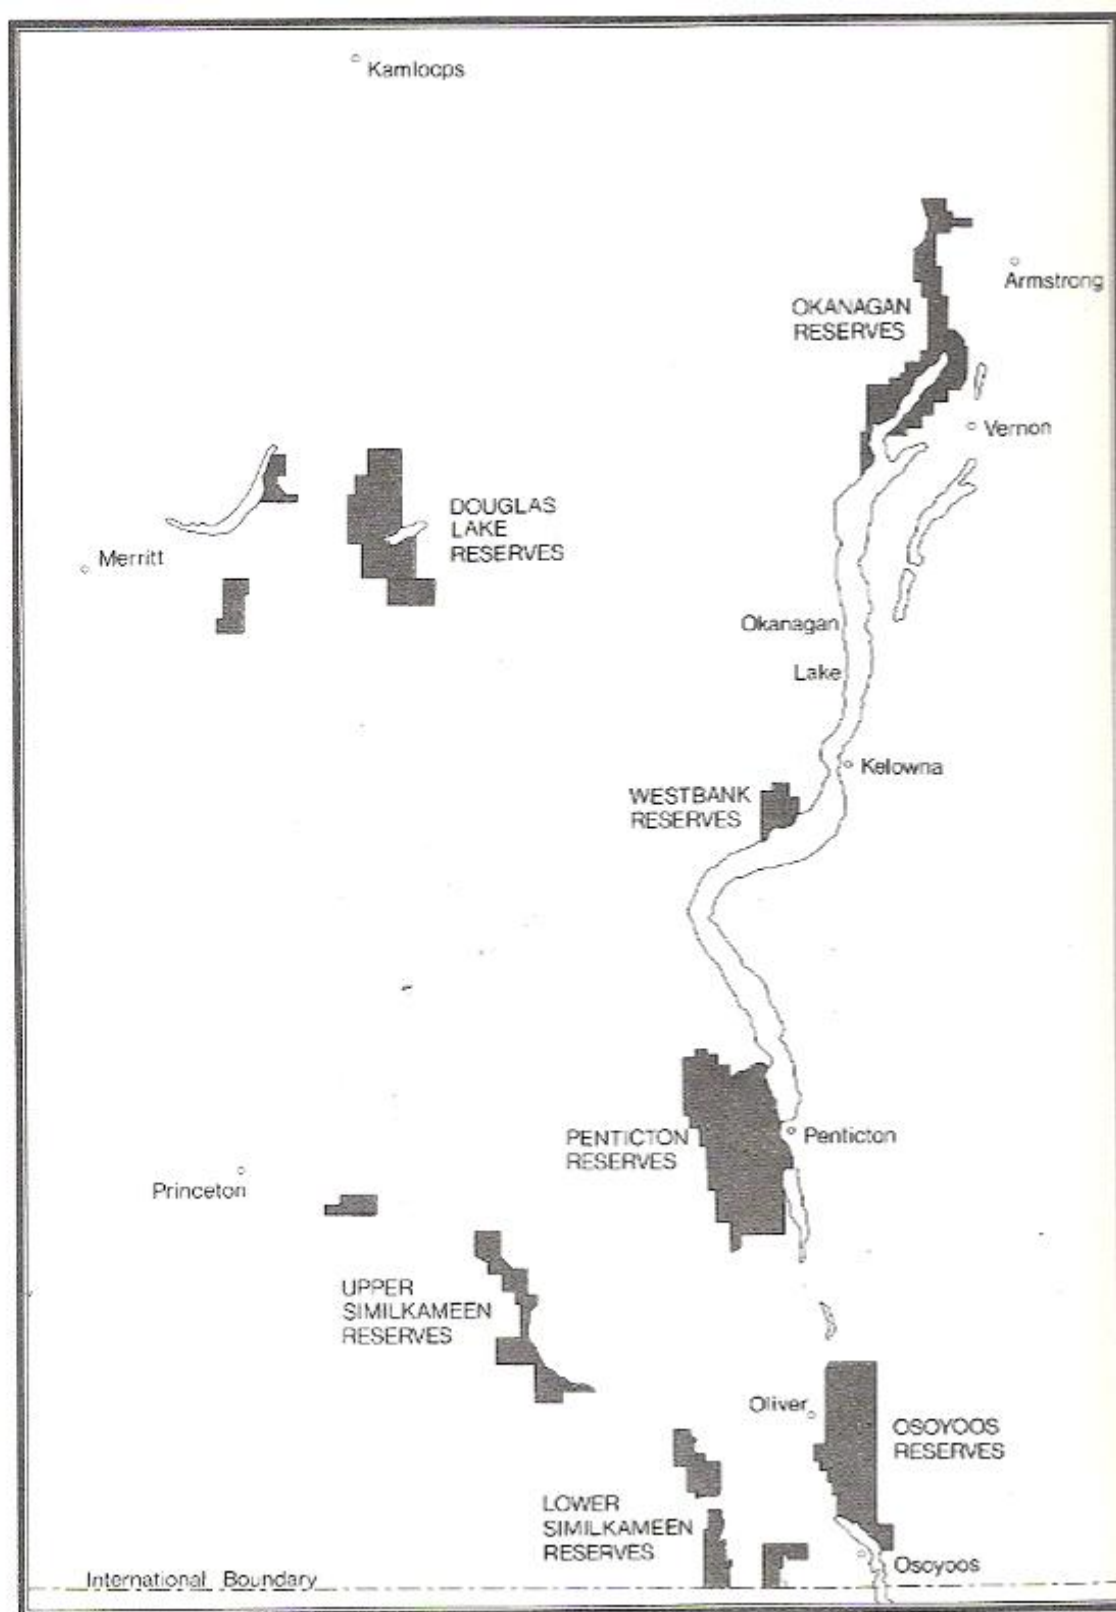 Kamloops
Armstrong
OKANAGAN
RESERVES
Vernon
DOUGLAS
LAKE
RESERVES
Merritt
Okanagan
Lake
Kelowna
WESTBANK
RESERVES
PENTICTON
RESERVES
Penticton
Princeton
UPPER
SIMILKAMEEN
RESERVES
Oliver
OSOYOOS
RESERVES
LOWER
SIMILKAMEEN
RESERVES
Osoyoos
International Boundary